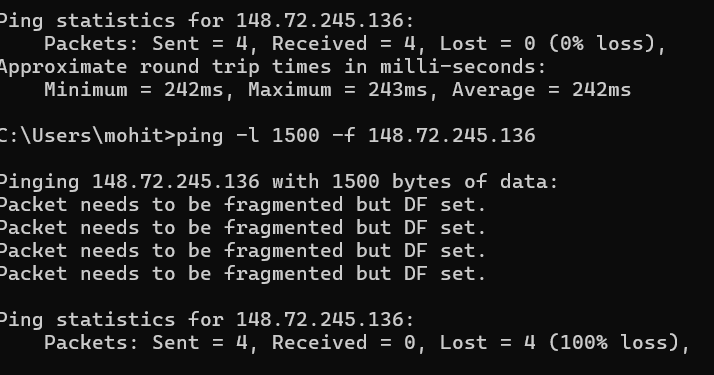 Ping statistics for 148.72.245.136:
Packets: Sent = 4, Received = 4, Lost = 0 (0% loss),
Approximate round trip times in milli-seconds:
Minimum = 242ms, Maximum = 243ms, Average = 242ms
C:\Users\mohit>ping -l 1500 -f 148.72.245.136
Pinging 148.72.245.136 with 1500 bytes of data:
Packet needs to be fragmented but DF set.
Packet needs to be fragmented but DF set.
Packet needs to be fragmented but DF set.
Packet needs to be fragmented but DF set.
Ping statistics for 148.72.245.136:
Packets: Sent = 4, Received = 0, Lost = 4 (100% loss),